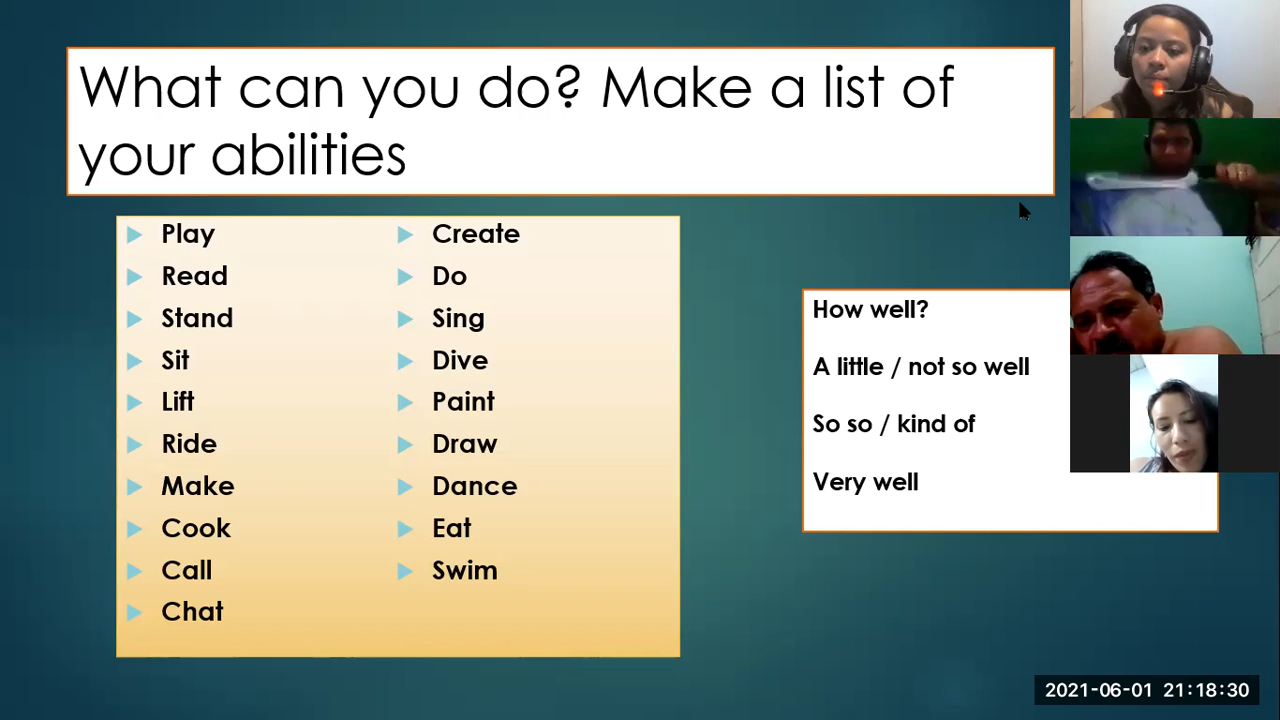 What can you do? Make a list of
your abilities
Play
Read
Stand
Sit
Lift
Ride
Make
Cook
Call
Chat
Create
Do
Sing
Dive
Paint
Draw
Dance
Eat
Swim
How well?
A little / not so well
So so / kind of
Very well
2021-06-01 21:18:30